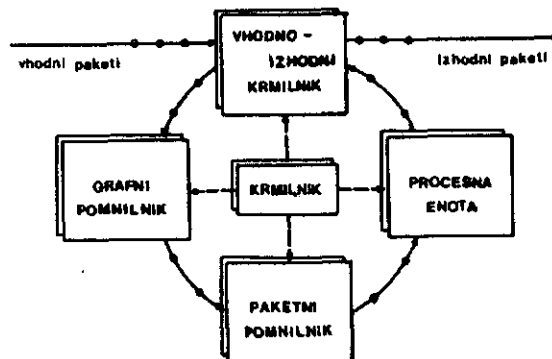 VHODNO -
IZHODNI
KRMILNIK
vhodni paketi
izhodni paketi
GRAFNI
POMNILNIK
KRMILNIK
PROCESNA
ENOTA
PAKETNI
POMNILNIK